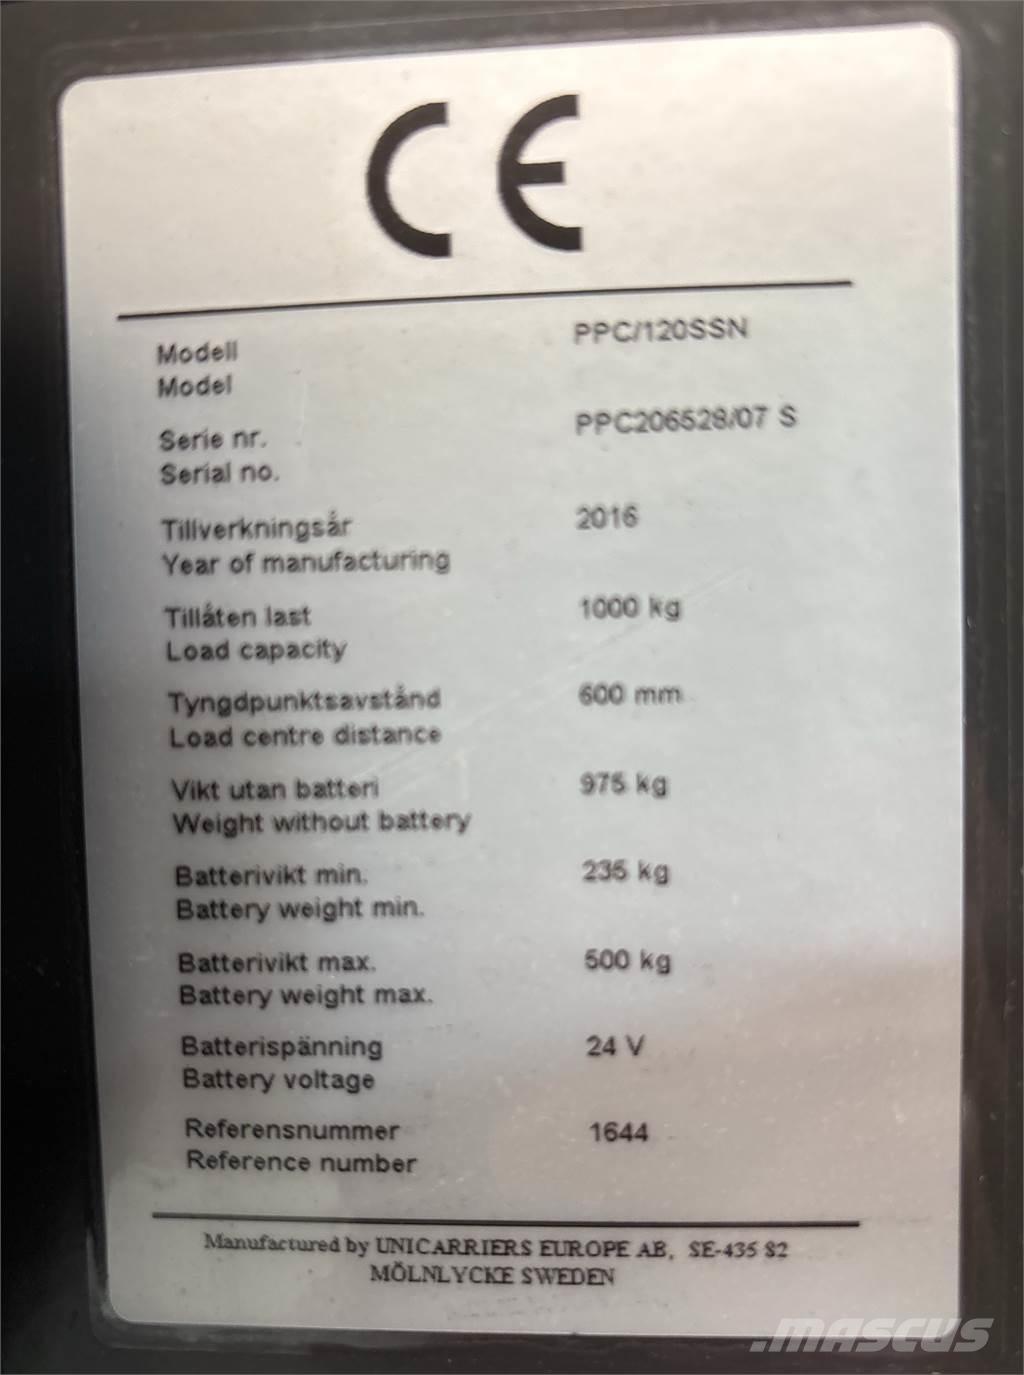 CE
Modell PPC/120SSN
Model
Serie nr. PPC206528/07 S
Serial no.
Tillverkningsår 2016
Year of manufacturing
Tillåten last 1000 kg
Load capacity
Tyngdpunktsavstånd 600 mm
Load centre distance
Vikt utan batteri 975 kg
Weight without battery
Batterivikt min. 235 kg
Battery weight min.
Batterivikt max. 500 kg
Battery weight max.
Batterispänning 24 V
Battery voltage
Referensnummer 1644
Reference number
Manufactured by UNICARRIERS EUROPE AB, SE-435 82
MÖLNLYCKE SWEDEN
.MASCUS